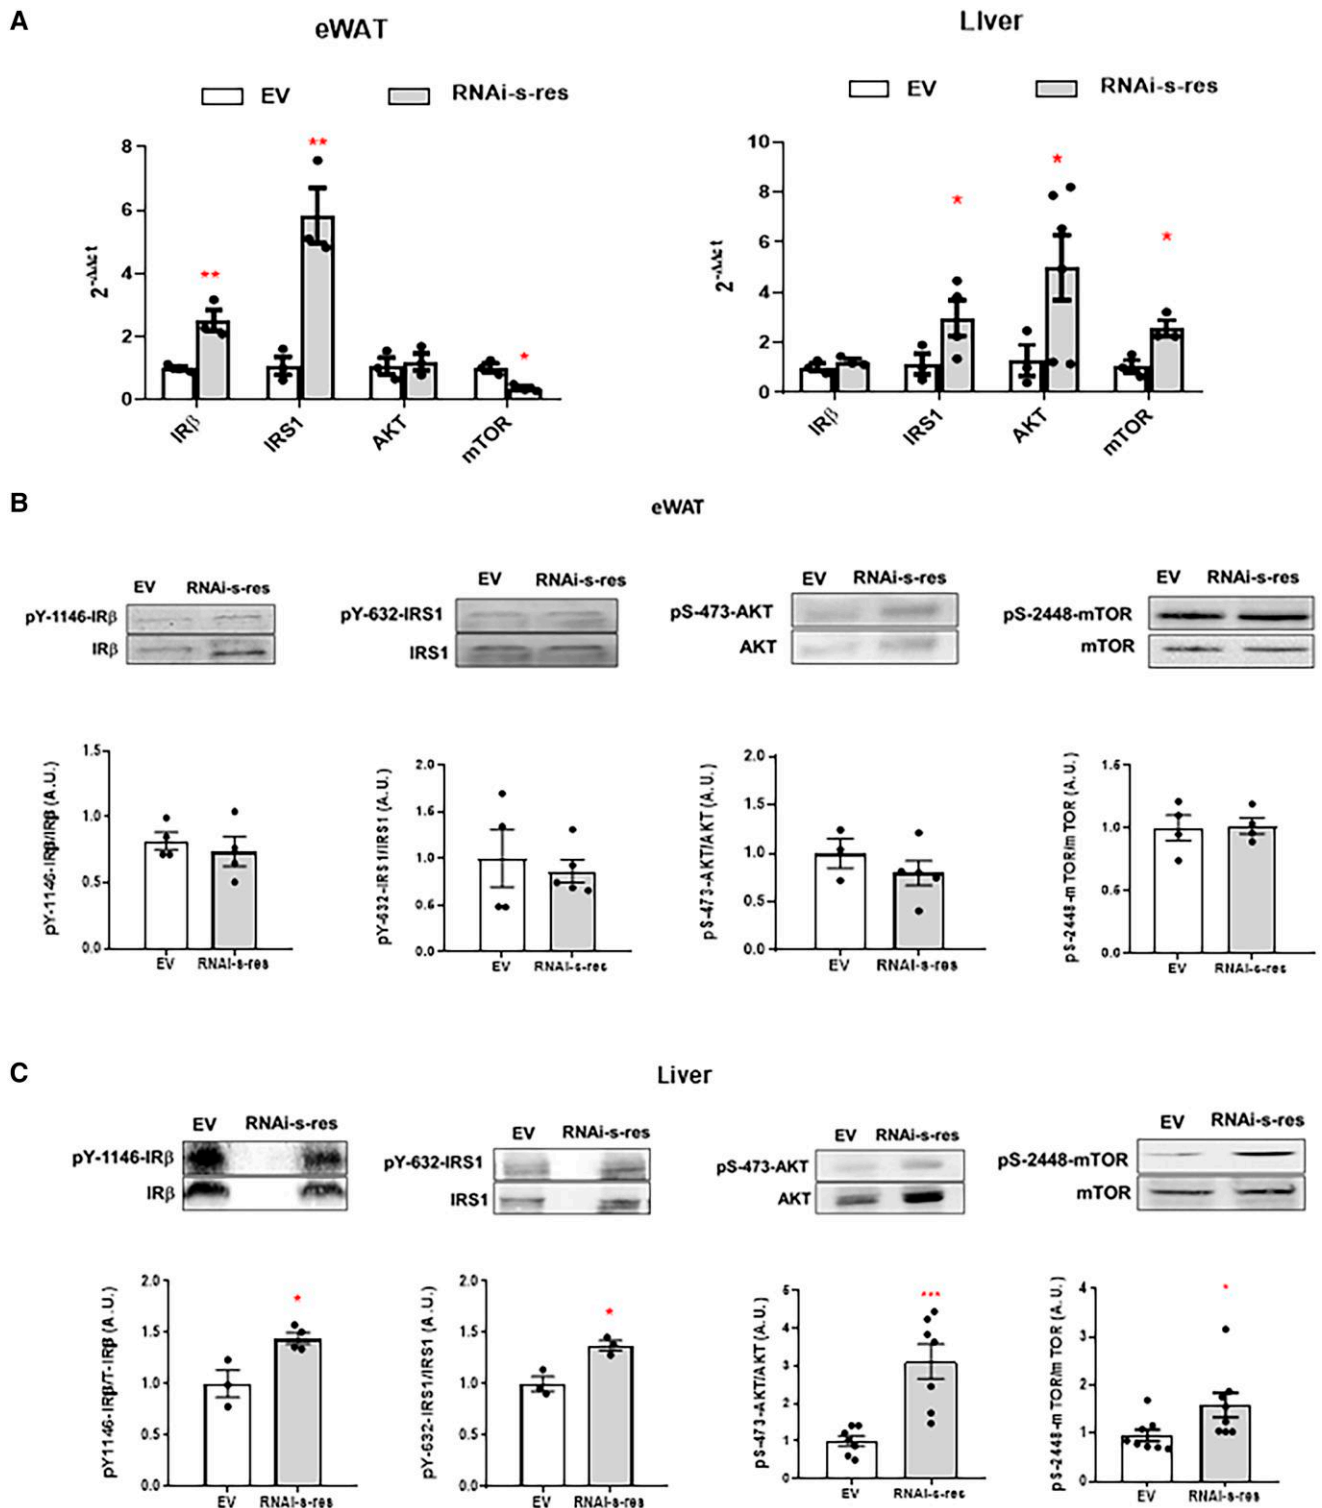 A
eWAT
EV
RNAi-s-res
**
**
*
8
6
4
2
0
2-ΔΔct
IRβ
IRS1
AKT
mTOR
LIver
EV
RNAi-s-res
*
*
*
10
8
6
4
2
0
2-ΔΔct
IRβ
IRS1
AKT
mTOR
B
eWAT
EV RNAi-s-res
pY-1146-IRβ
IRβ
EV RNAi-s-res
pY-632-IRS1
IRS1
EV RNAi-s-res
pS-473-AKT
AKT
EV RNAi-s-res
pS-2448-mTOR
mTOR
pY-1146-IRβ/IRβ (A.U.)
1.5
1.0
0.5
0.0
EV RNAi-s-res
pY-632-IRS1/IRS1 (A.U.)
2.0
1.6
1.0
0.6
0.0
EV RNAi-s-rec
pS-473-AKT/AKT (A.U.)
2.0
1.5
1.0
0.5
0.0
EV RNAi-s-res
pS-2448-mTOR/mTOR (A.U.)
1.6
1.0
0.6
0.0
EV RNAi-s-rec
C
Liver
EV RNAi-s-res
pY-1146-IRβ
IRβ
EV RNAi-s-res
pY-632-IRS1
IRS1
EV RNAi-s-res
pS-473-AKT
AKT
EV RNAi-s-res
pS-2448-mTOR
mTOR
pY1146-IRβ/T-IRβ (A.U.)
2.0
1.5
1.0
0.5
0.0
*
EV RNAi-s-res
pY-632-IRS1/IRS1 (A.U.)
2.0
1.5
1.0
0.5
0.0
*
EV RNAi-s-res
pS-473-AKT/AKT (A.U.)
5
4
3
2
1
0
***
EV RNAi-s-rec
pS-2448-mTOR/mTOR (A.U.)
4
3
2
1
0
*
EV RNAi-s-res